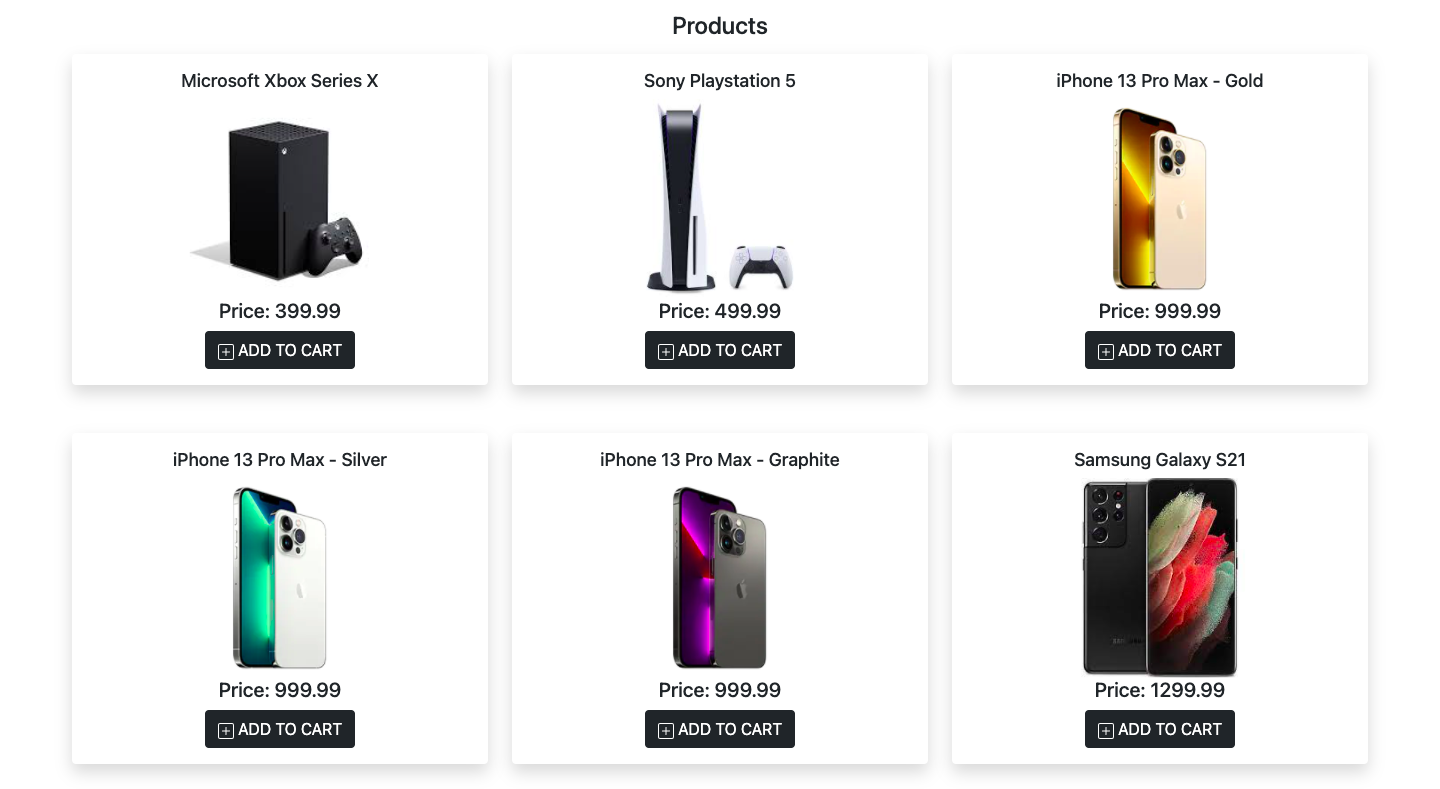 Products
Microsoft Xbox Series X
Sony Playstation 5
iPhone 13 Pro Max - Gold
Price: 399.99
Price: 499.99
Price: 999.99
ADD TO CART
ADD TO CART
ADD TO CART
iPhone 13 Pro Max - Silver
iPhone 13 Pro Max - Graphite
Samsung Galaxy S21
Price: 999.99
Price: 999.99
Price: 1299.99
ADD TO CART
ADD TO CART
ADD TO CART